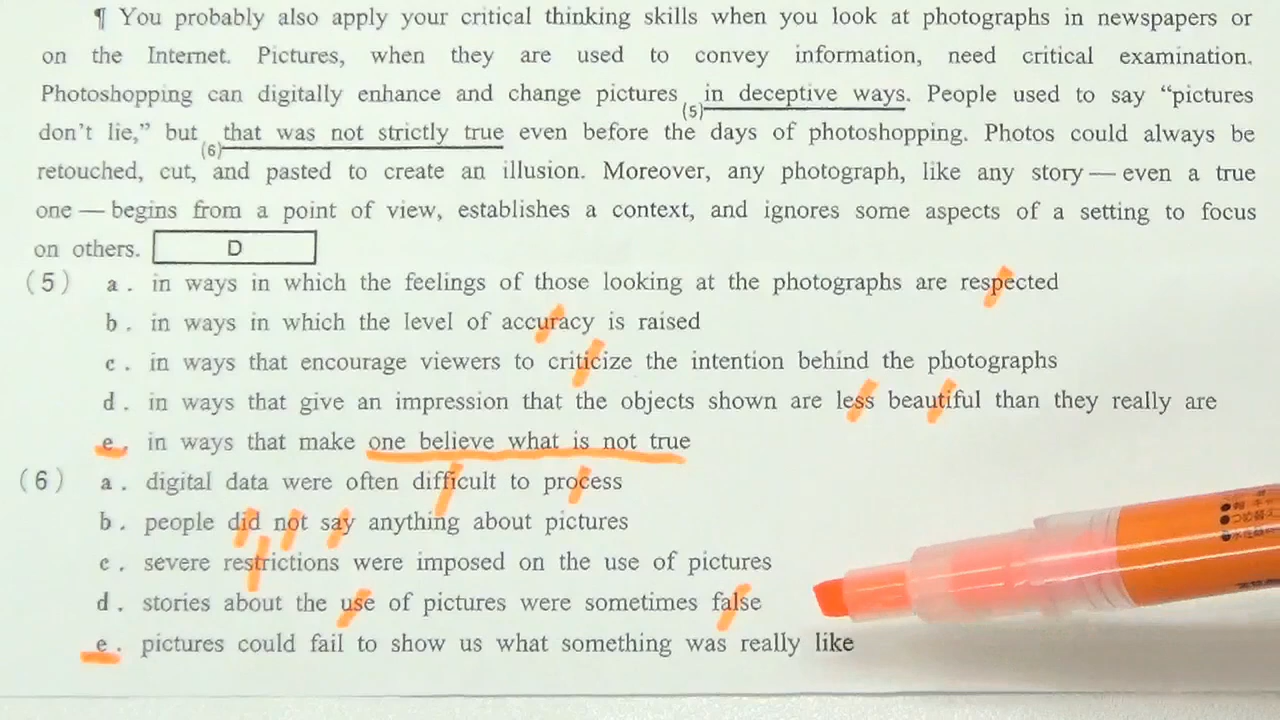 ¶ You probably also apply your critical thinking skills when you look at photographs in newspapers or
on the Internet. Pictures, when they are used to convey information, need critical examination.
Photoshopping can digitally enhance and change pictures (5)in deceptive ways. People used to say “pictures
don't lie,” but (6)that was not strictly true even before the days of photoshopping. Photos could always be
retouched, cut, and pasted to create an illusion. Moreover, any photograph, like any story — even a true
one — begins from a point of view, establishes a context, and ignores some aspects of a setting to focus
on others. D
(5) a. in ways in which the feelings of those looking at the photographs are respected
b. in ways in which the level of accuracy is raised
c. in ways that encourage viewers to criticize the intention behind the photographs
d. in ways that give an impression that the objects shown are less beautiful than they really are
e. in ways that make one believe what is not true
(6) a. digital data were often difficult to process
b. people did not say anything about pictures
c. severe restrictions were imposed on the use of pictures
d. stories about the use of pictures were sometimes false
e. pictures could fail to show us what something was really like